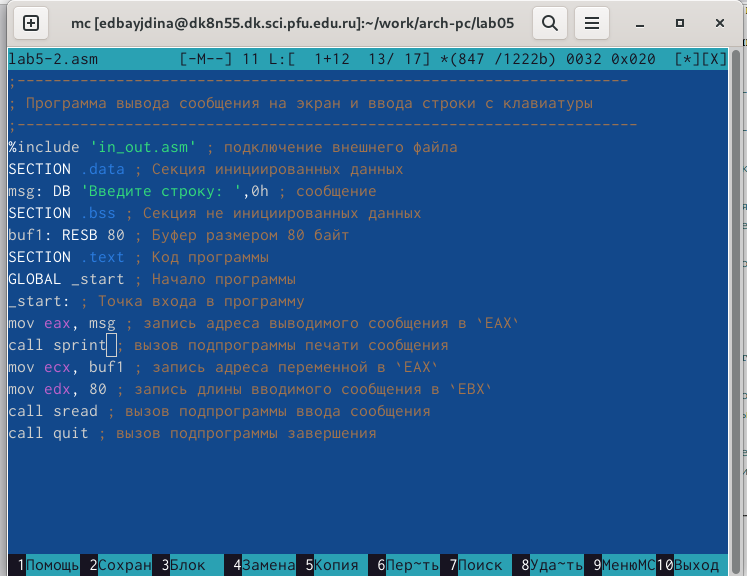 mc [edbayjdina@dk8n55.dk.sci.pfu.edu.ru]:~/work/arch-pc/lab05
lab5-2.asm [-M--] 11 L:[ 1+12 13/ 17] *(847 /1222b) 0032 0x020 [*][X]
;--------------------------------------------------------------------
; Программа вывода сообщения на экран и ввода строки с клавиатуры
;---------------------------------------------------------------------
%include 'in_out.asm' ; подключение внешнего файла
SECTION .data ; Секция инициированных данных
msg: DB 'Введите строку: ',0h ; сообщение
SECTION .bss ; Секция не инициированных данных
buf1: RESB 80 ; Буфер размером 80 байт
SECTION .text ; Код программы
GLOBAL _start ; Начало программы
_start: ; Точка входа в программу
mov eax, msg ; запись адреса выводимого сообщения в `EAX`
call sprint ; вызов подпрограммы печати сообщения
mov ecx, buf1 ; запись адреса переменной в `EAX`
mov edx, 80 ; запись длины вводимого сообщения в `EBX`
call sread ; вызов подпрограммы ввода сообщения
call quit ; вызов подпрограммы завершения
1Помощь 2Сохран 3Блок 4Замена 5Копия 6Пер~ть 7Поиск 8Уда~ть 9МенюMC 10Выход